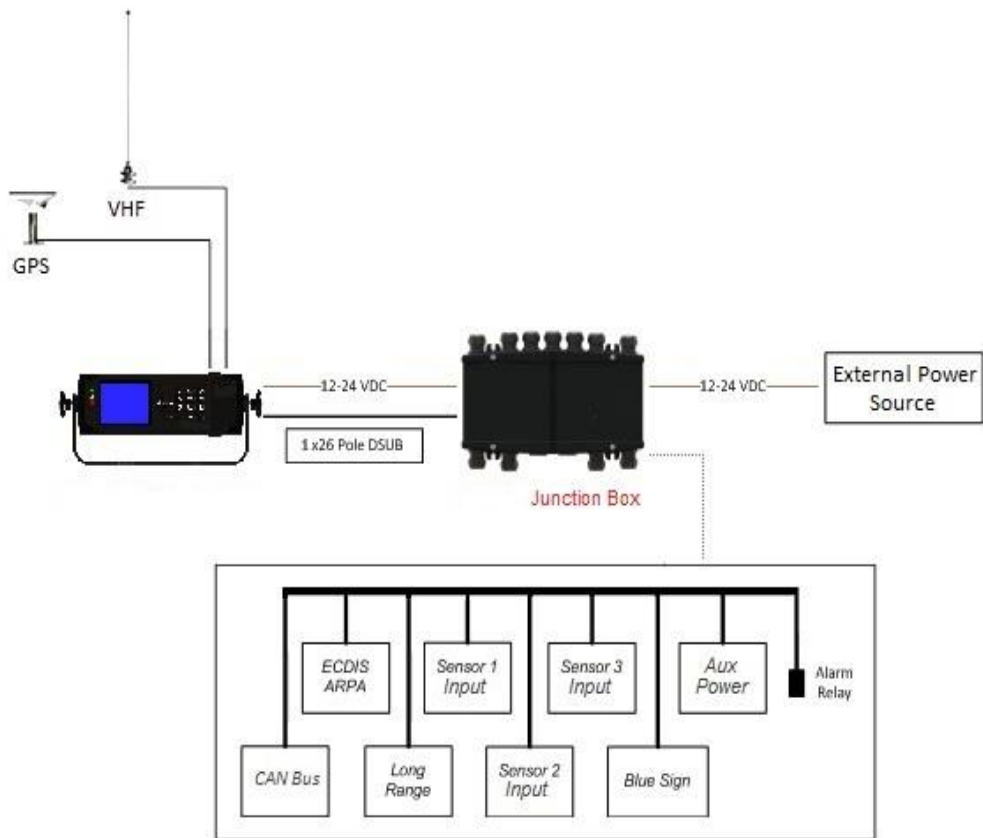 VHF
GPS
12-24 VDC
12-24 VDC
External Power
Source
1 x26 Pole DSUB
Junction Box
ECDIS
ARPA
Sensor 1
Input
Sensor 3
Input
Aux
Power
Alarm
Relay
CAN Bus
Long
Range
Sensor 2
Input
Blue Sign